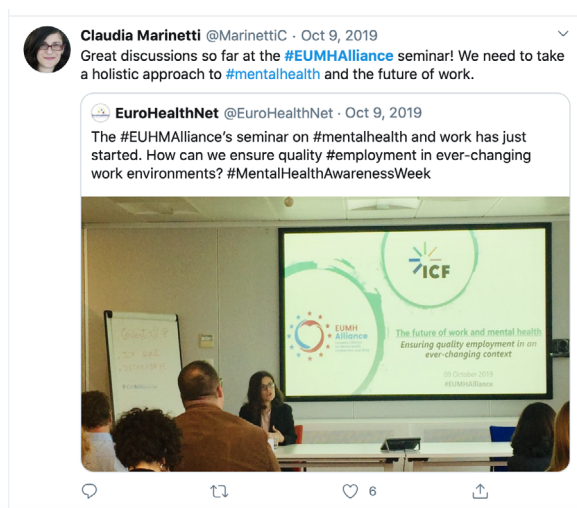 Claudia Marinetti @MarinettiC · Oct 9, 2019
Great discussions so far at the #EUMHAlliance seminar! We need to take
a holistic approach to #mentalhealth and the future of work.
EuroHealthNet @EuroHealthNet · Oct 9, 2019
The #EUHMAlliance's seminar on #mentalhealth and work has just
started. How can we ensure quality #employment in ever-changing
work environments? #MentalHealthAwarenessWeek
ICF
EUMH
Alliance
The future of work and mental health
Ensuring quality employment in an
ever-changing context
09 October 2019
#EUMHAlliance
6